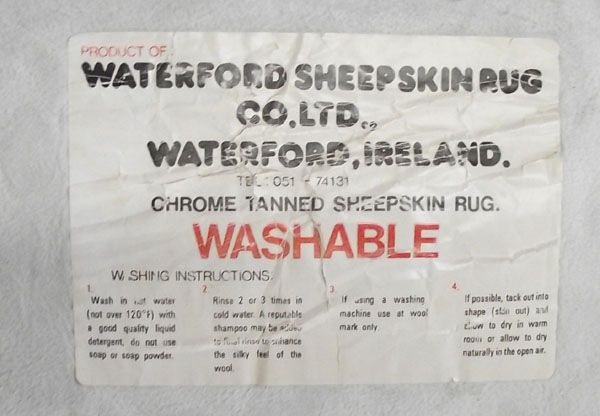 PRODUCT OF :
WATERFORD SHEEPSKIN RUG
CO. LTD.,
WATERFORD, IRELAND.
TEL : 051 - 74131
CHROME TANNED SHEEPSKIN RUG.
WASHABLE
WASHING INSTRUCTIONS:
1.
Wash in hot water
(not over 120°F) with
a good quality liquid
detergent, do not use
soap or soap powder.
2.
Rinse 2 or 3 times in
cold water. A reputable
shampoo may be added
to final rinse to enhance
the silky feel of the
wool.
3.
If using a washing
machine use at wool
mark only.
4.
If possible, tack out into
shape (skin out) and
allow to dry in warm
room or allow to dry
naturally in the open air.